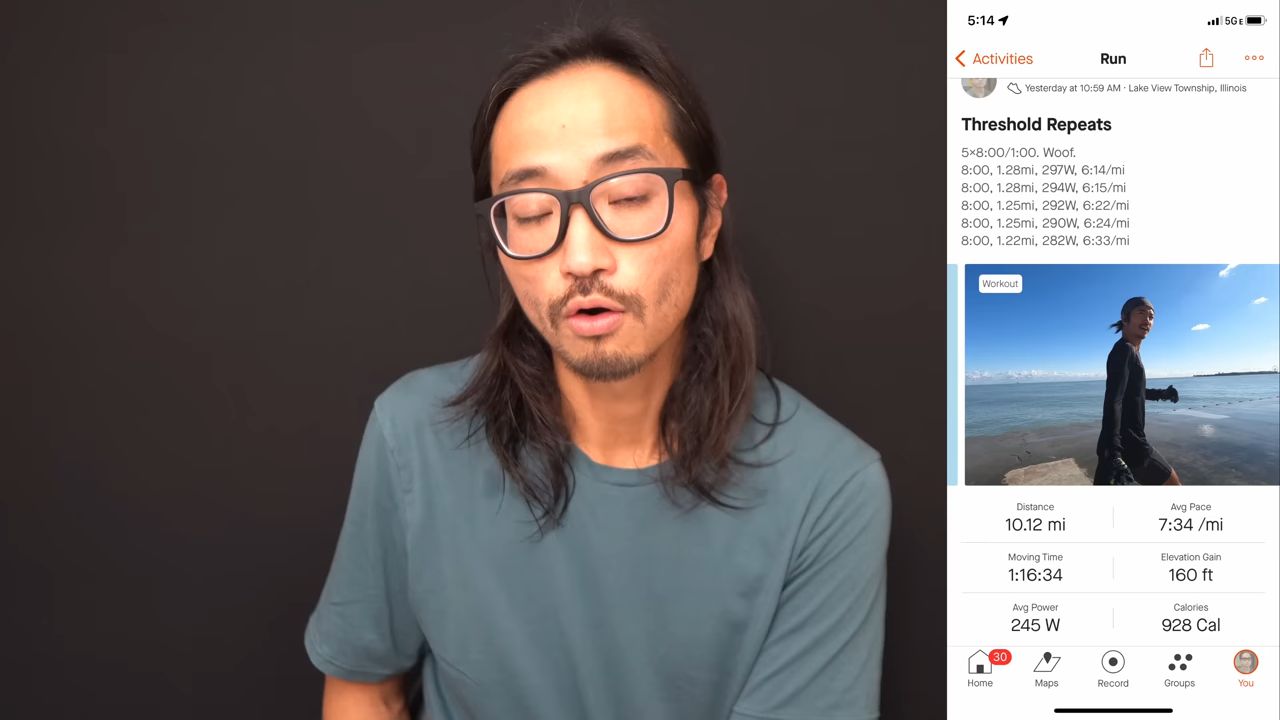 5:14
5G E
Activities
Run
Yesterday at 10:59 AM · Lake View Township, Illinois
Threshold Repeats
5×8:00/1:00. Woof.
8:00, 1.28mi, 297W, 6:14/mi
8:00, 1.28mi, 294W, 6:15/mi
8:00, 1.25mi, 292W, 6:22/mi
8:00, 1.25mi, 290W, 6:24/mi
8:00, 1.22mi, 282W, 6:33/mi
Workout
Distance
Avg Pace
10.12 mi
7:34 /mi
Moving Time
Elevation Gain
1:16:34
160 ft
Avg Power
Calories
245 W
928 Cal
30
Home
Maps
Record
Groups
You